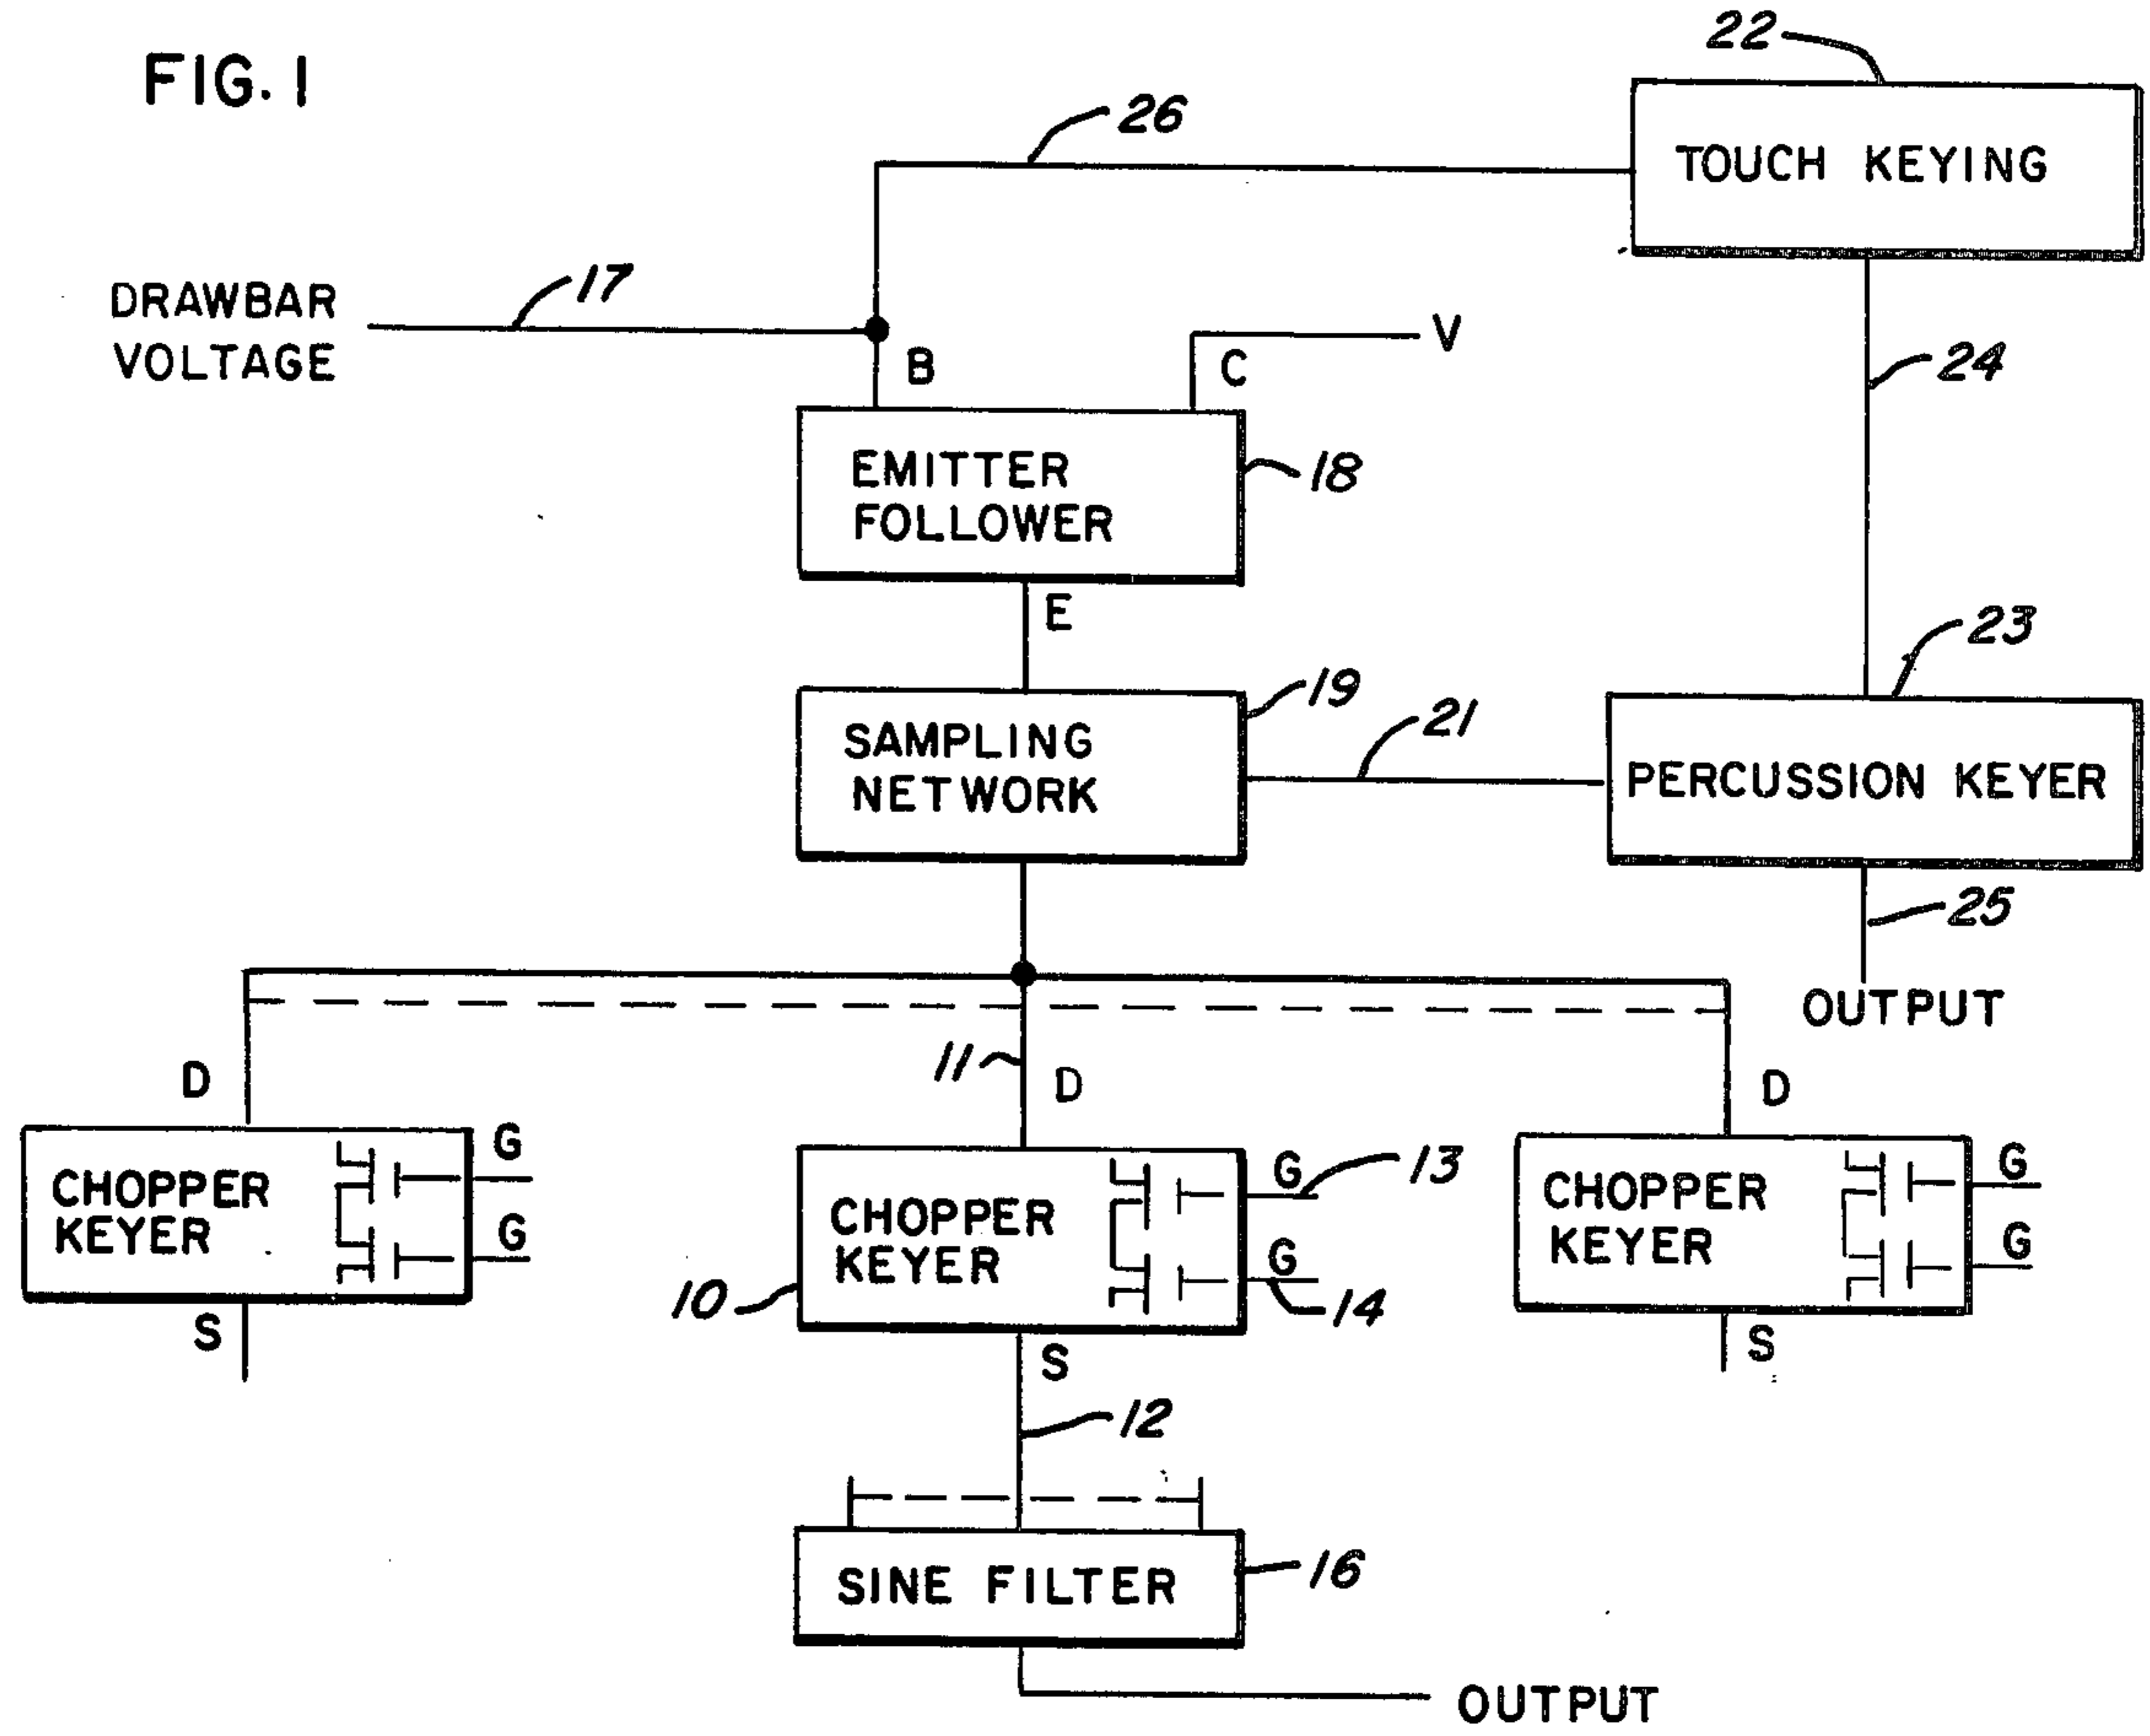 FIG. 1
22
TOUCH KEYING
26
DRAWBAR
VOLTAGE
17
B
C
V
24
EMITTER
FOLLOWER
18
E
23
SAMPLING
NETWORK
19
21
PERCUSSION KEYER
25
OUTPUT
D
11
D
D
CHOPPER
KEYER
G
G
S
CHOPPER
KEYER
10
G
13
G
14
S
CHOPPER
KEYER
G
G
S
12
SINE FILTER
16
OUTPUT